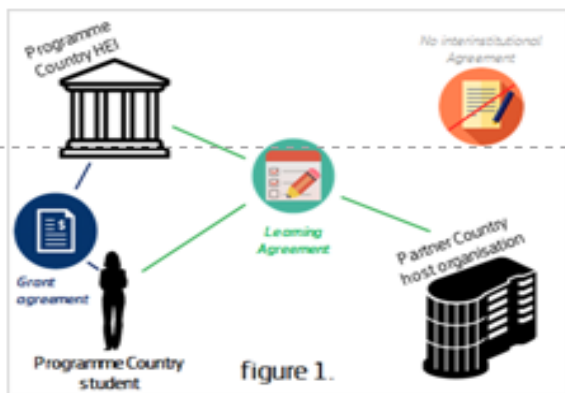 Programme
Country HEI
No interinstitutional
Agreement
Learning
Agreement
Grant
agreement
Partner Country
host organisation
Programme Country
student
figure 1.
$